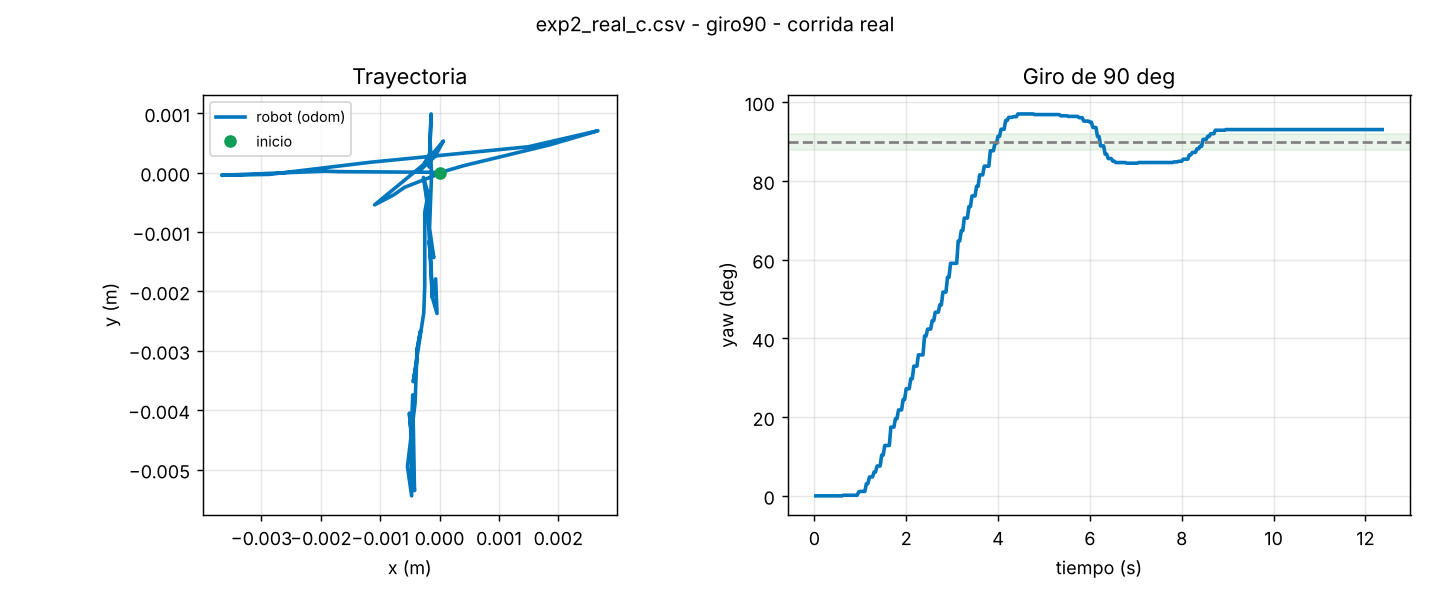 exp2_real_c.csv - giro90 - corrida real
Trayectoria
robot (odom)
inicio
0.001
0.000
−0.001
−0.002
−0.003
−0.004
−0.005
y (m)
−0.003 −0.002 −0.001 0.000 0.001 0.002
x (m)
Giro de 90 deg
100
80
60
40
20
0
yaw (deg)
0 2 4 6 8 10 12
tiempo (s)